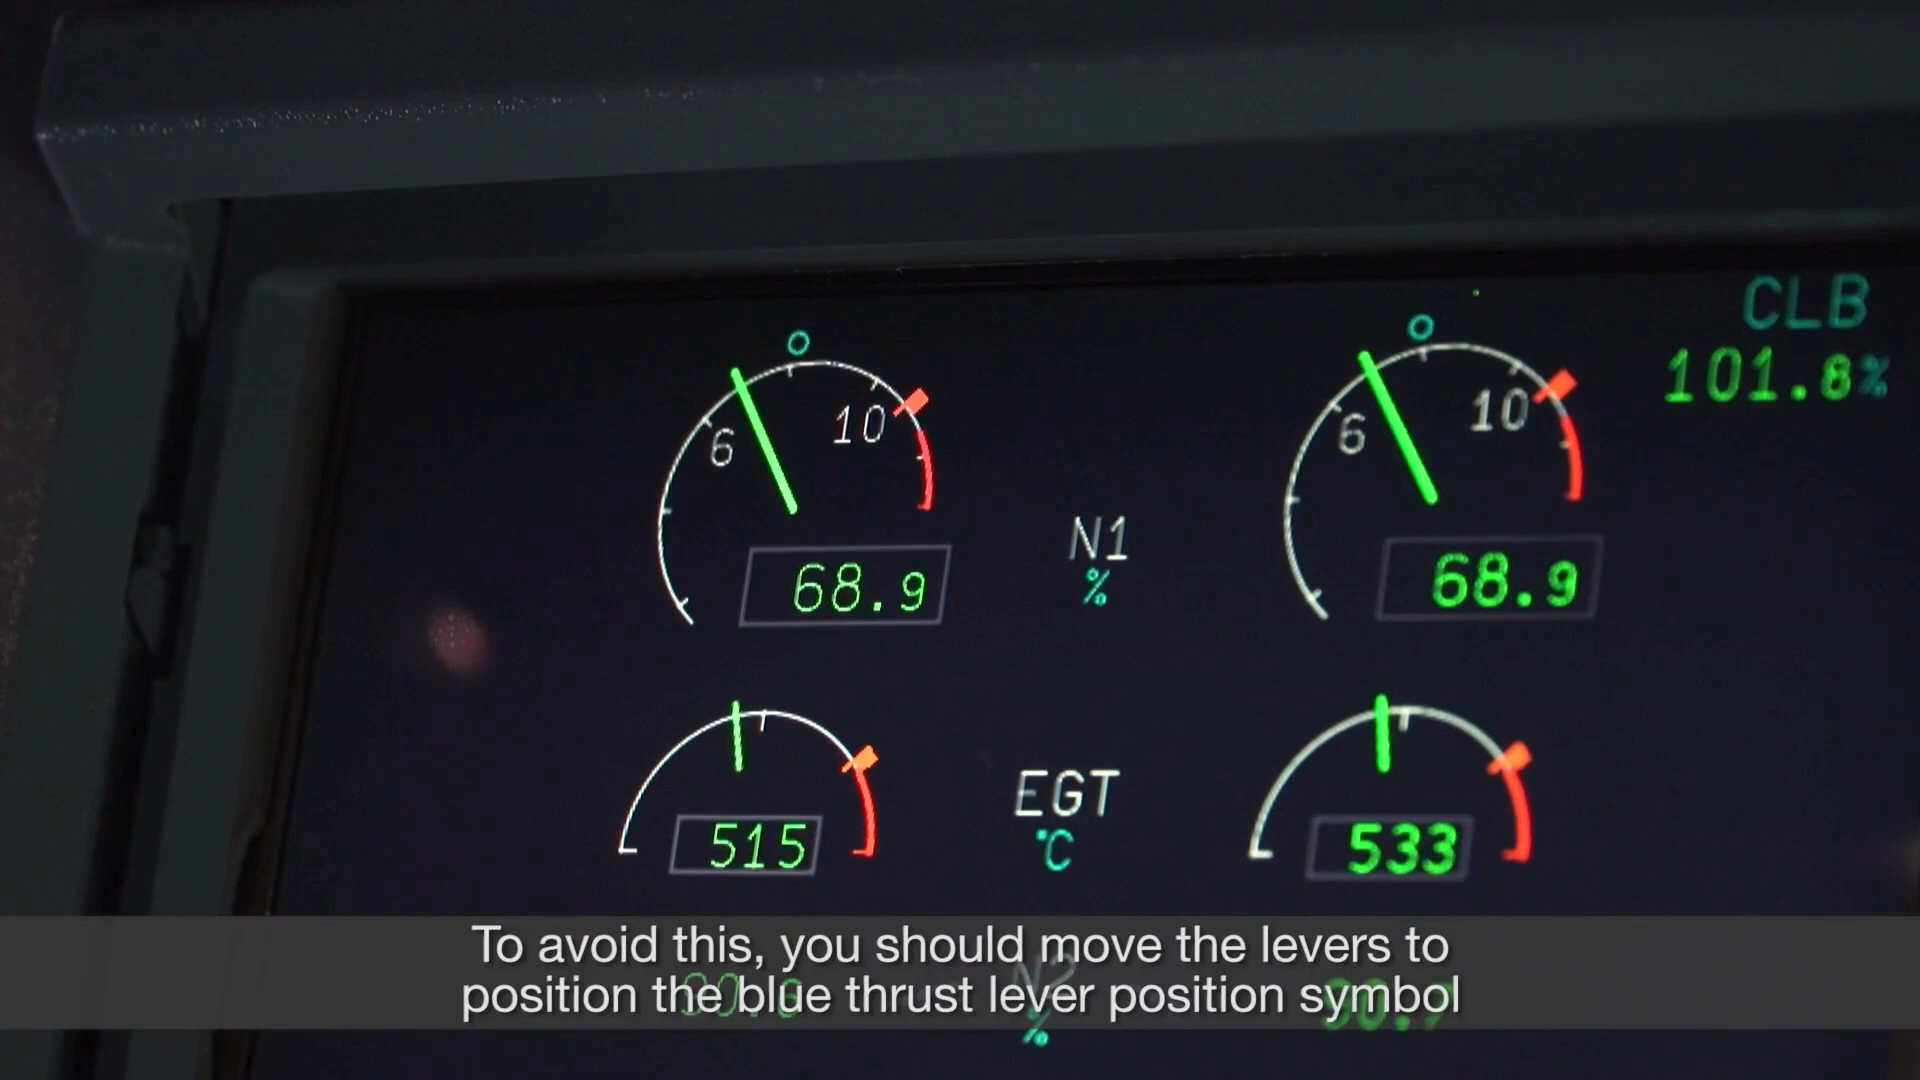 CLB
101.8%
6 10
6 10
N1
%
68.9
68.9
EGT
°C
515
533
To avoid this, you should move the levers to
position the blue thrust lever position symbol
N2
%